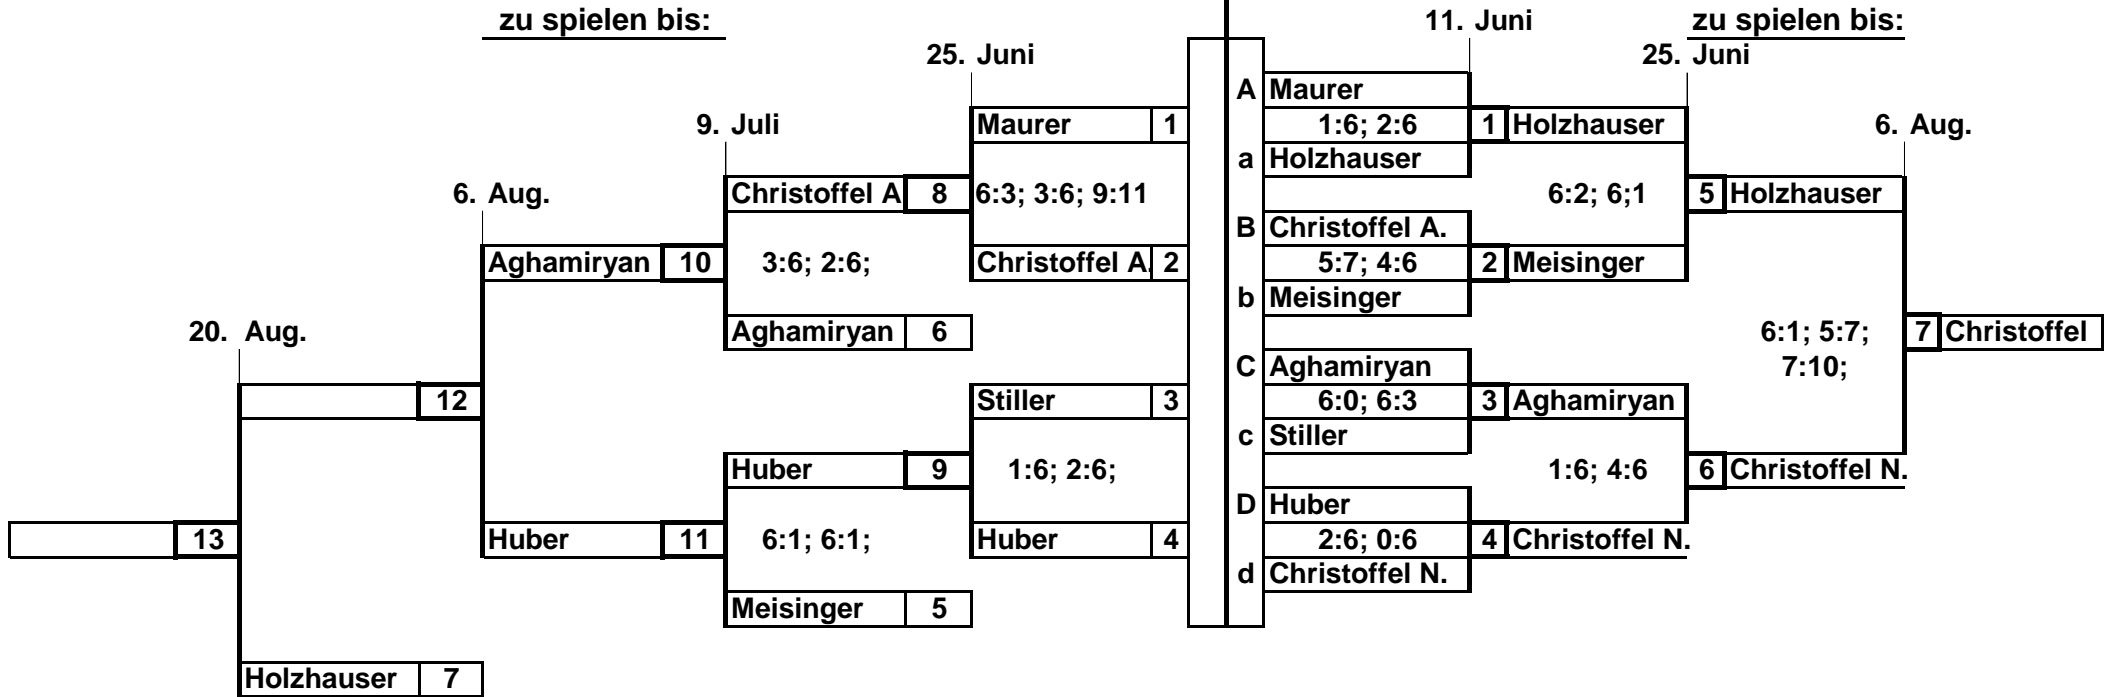 zu spielen bis:
11. Juni
zu spielen bis:
25. Juni
25. Juni
A Maurer
9. Juli
Maurer 1
1:6; 2:6
1 Holzhauser
6. Aug.
a Holzhauser
6. Aug.
Christoffel A 8
6:3; 3:6; 9:11
6:2; 6;1
5 Holzhauser
B Christoffel A.
Aghamiryan 10
3:6; 2:6;
Christoffel A. 2
5:7; 4:6
2 Meisinger
b Meisinger
20. Aug.
Aghamiryan 6
6:1; 5:7;
7 Christoffel
C Aghamiryan
7:10;
12
Stiller 3
6:0; 6:3
3 Aghamiryan
c Stiller
Huber 9
1:6; 2:6;
1:6; 4:6
6 Christoffel N.
D Huber
13
Huber 11
6:1; 6:1;
Huber 4
2:6; 0:6
4 Christoffel N.
d Christoffel N.
Meisinger 5
Holzhauser 7